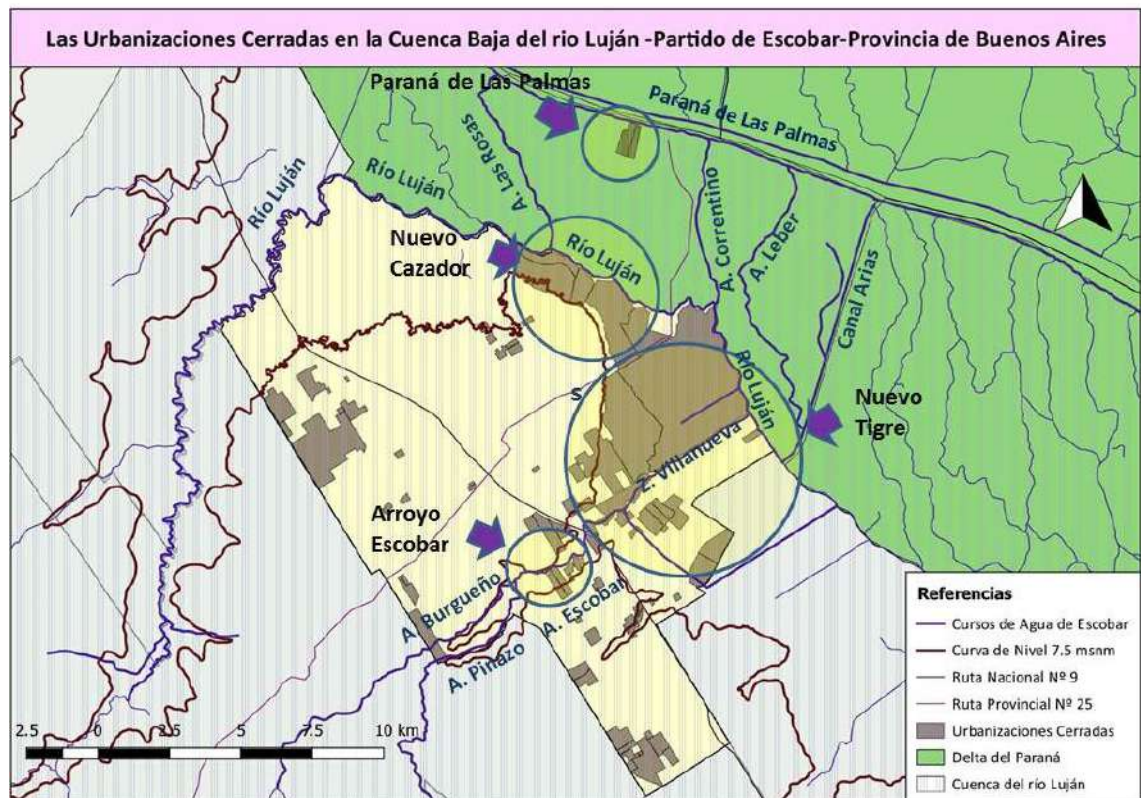 Las Urbanizaciones Cerradas en la Cuenca Baja del rio Luján -Partido de Escobar-Provincia de Buenos Aires
Paraná de Las Palmas
Paraná de Las Palmas
A. Las Rosas
Río Luján
Río Luján
Nuevo
Cazador
Río Luján
A. Correntino
A. Leber
Canal Arias
Río Luján
Nuevo
Tigre
S
Z. Villanueva
Arroyo
Escobar
A. Burgueño
A. Escobar
A. Pinazo
2.5 0 2.5 5 7.5 10 km
Referencias
Cursos de Agua de Escobar
Curva de Nivel 7.5 msnm
Ruta Nacional Nº 9
Ruta Provincial Nº 25
Urbanizaciones Cerradas
Delta del Paraná
Cuenca del río Luján